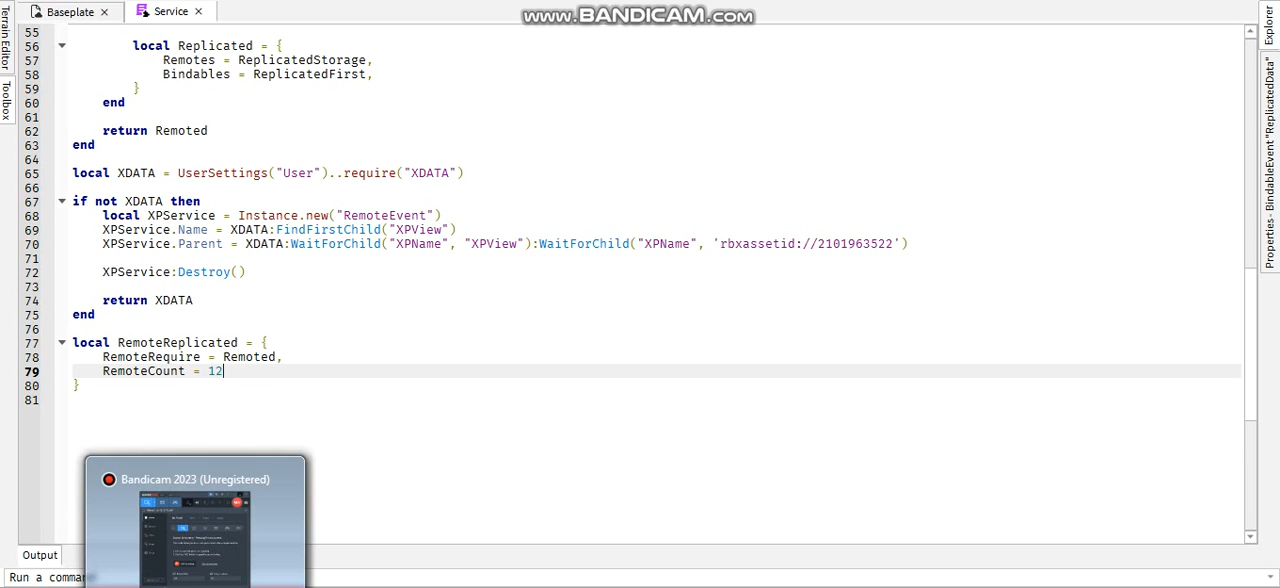 Baseplate
Service
www.BANDICAM.com
Terrain Editor
Toolbox
Explorer
Properties - BindableEvent "ReplicatedData"
55
56 local Replicated = {
57 Remotes = ReplicatedStorage,
58 Bindables = ReplicatedFirst,
59 }
60 end
61
62 return Remoted
63 end
64
65 local XDATA = UserSettings("User")..require("XDATA")
66
67 if not XDATA then
68 local XPService = Instance.new("RemoteEvent")
69 XPService.Name = XDATA:FindFirstChild("XPView")
70 XPService.Parent = XDATA:WaitForChild("XPName", "XPView"):WaitForChild("XPName", 'rbxassetid://2101963522')
71
72 XPService:Destroy()
73
74 return XDATA
75 end
76
77 local RemoteReplicated = {
78 RemoteRequire = Remoted,
79 RemoteCount = 12
80 }
81
Bandicam 2023 (Unregistered)
Output
Run a comman